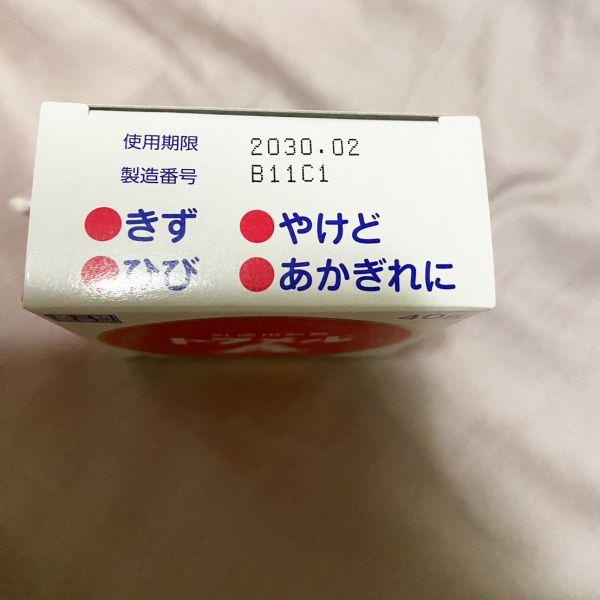 使用期限 2030.02
製造番号 B11C1
●きず ●やけど
●ひび ●あかぎれに
40g